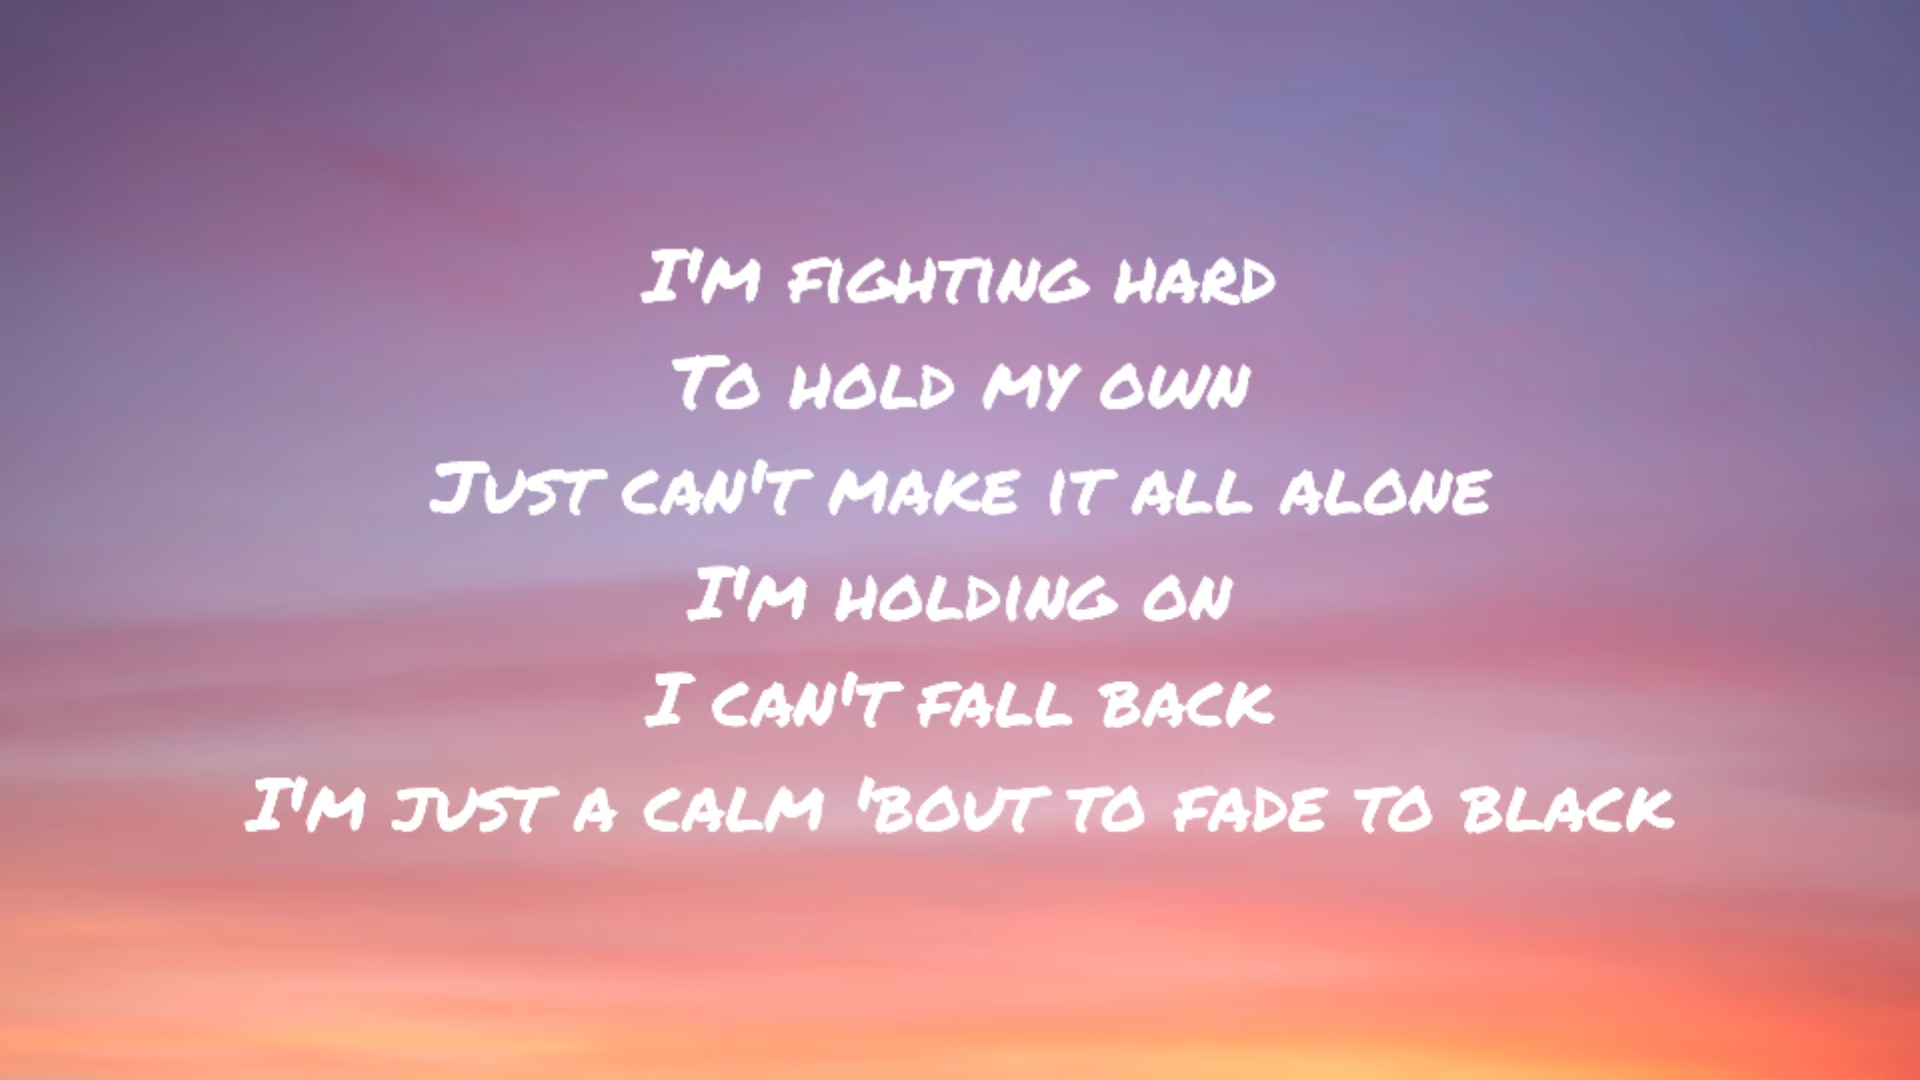 I'm fighting hard
To hold my own
Just can't make it all alone
I'm holding on
I can't fall back
I'm just a calm 'bout to fade to black